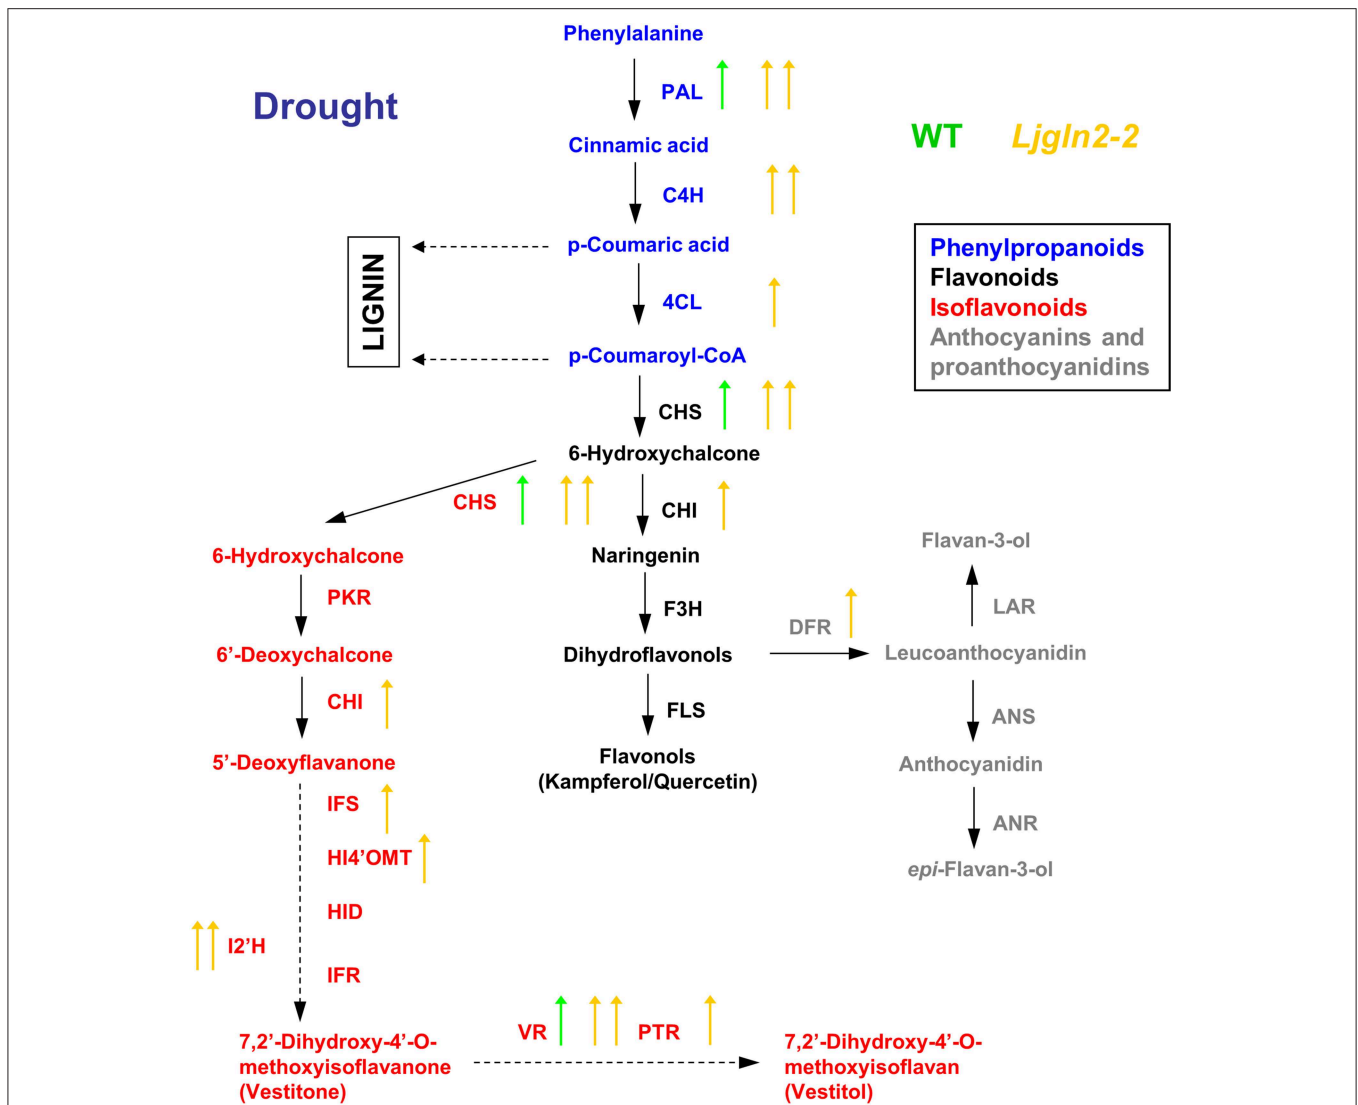 Phenylalanine
Drought
PAL
WT Ljgln2-2
Cinnamic acid
C4H
p-Coumaric acid
LIGNIN
4CL
p-Coumaroyl-CoA
Phenylpropanoids
Flavonoids
Isoflavonoids
Anthocyanins and
proanthocyanidins
CHS
6-Hydroxychalcone
CHS
CHI
6-Hydroxychalcone
Naringenin
Flavan-3-ol
PKR
F3H
DFR
LAR
6’-Deoxychalcone
Dihydroflavonols
Leucoanthocyanidin
CHI
FLS
ANS
5’-Deoxyflavanone
Flavonols
(Kampferol/Quercetin)
Anthocyanidin
IFS
ANR
HI4’OMT
epi-Flavan-3-ol
HID
I2’H
IFR
VR
PTR
7,2’-Dihydroxy-4’-O-
methoxyisoflavanone
(Vestitone)
7,2’-Dihydroxy-4’-O-
methoxyisoflavan
(Vestitol)